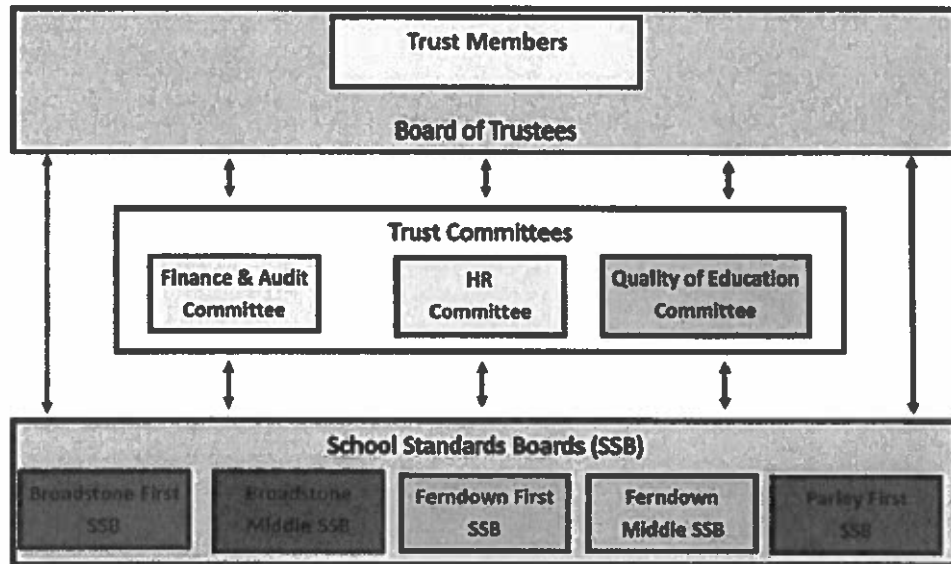 Trust Members
Board of Trustees
Trust Committees
Finance & Audit
Committee
HR
Committee
Quality of Education
Committee
School Standards Boards (SSB)
Broadstone First
SSB
Broadstone
Middle SSB
Ferndown First
SSB
Ferndown
Middle SSB
Parley First
SSB